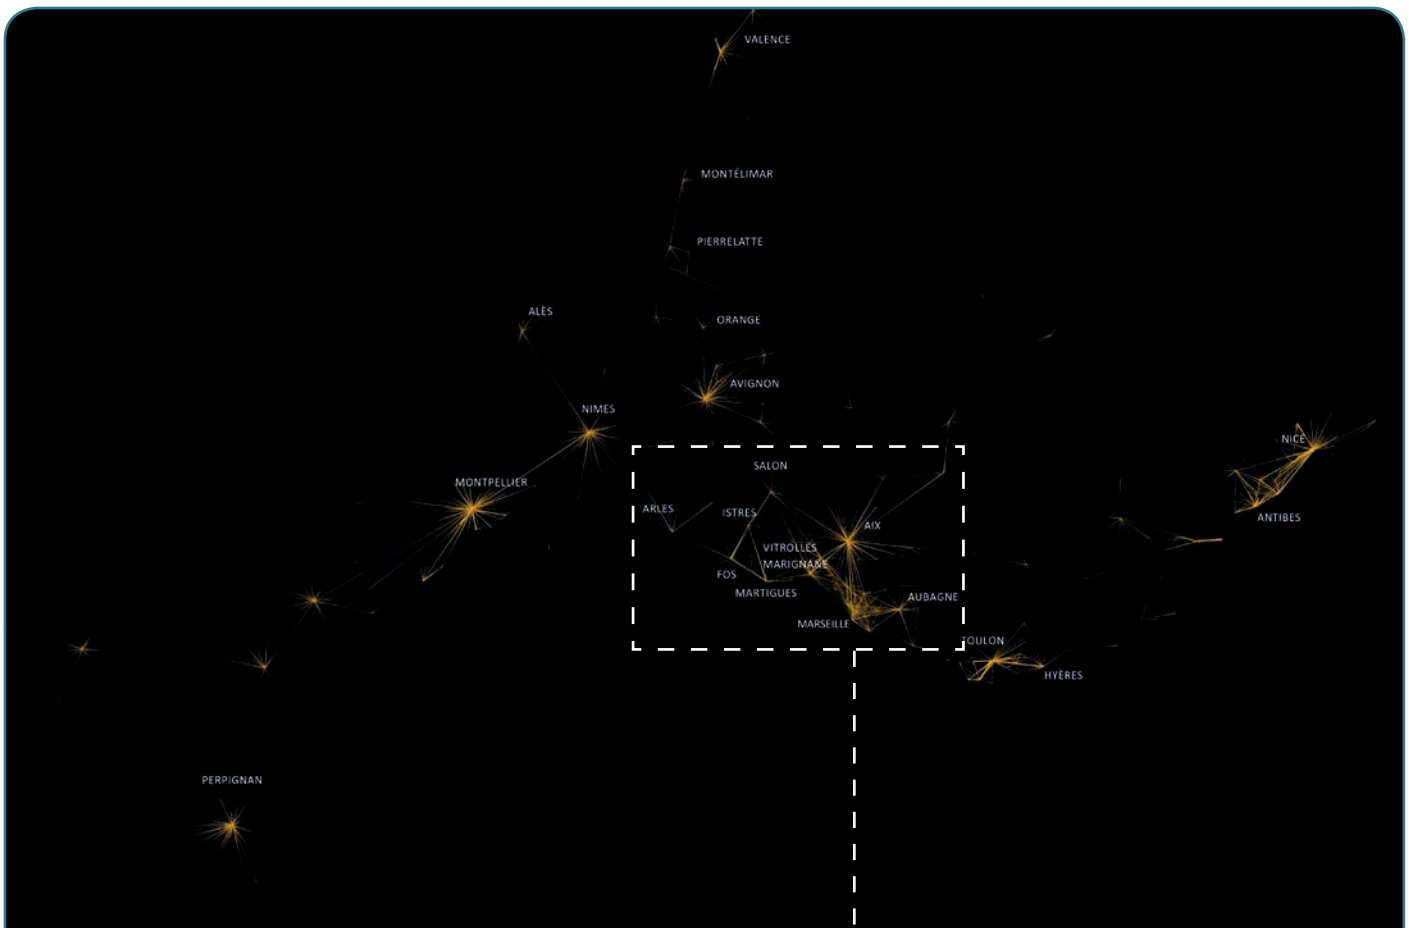 VALENCE
MONTÉLIMAR
PIERRELATTE
ALÈS
ORANGE
AVIGNON
NIMES
NICE
SALON
MONTPELLIER
ARLES
ISTRES
ANTIBES
AIX
VITROLLES
MARIGNANE
FOS
MARTIGUES
AUBAGNE
MARSEILLE
TOULON
HYÈRES
PERPIGNAN